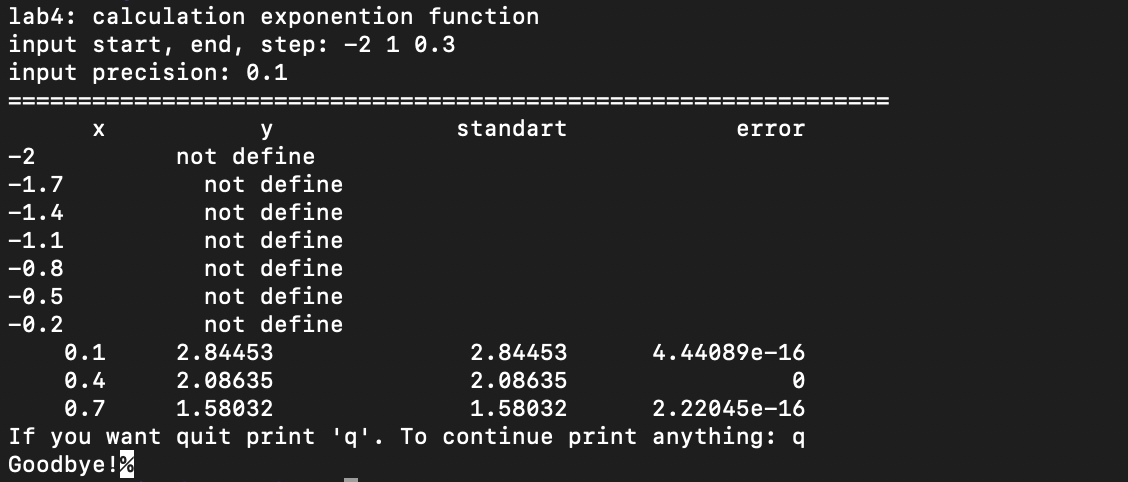 lab4: calculation exponention function
input start, end, step: -2 1 0.3
input precision: 0.1
===============================================================
x y standart error
-2 not define
-1.7 not define
-1.4 not define
-1.1 not define
-0.8 not define
-0.5 not define
-0.2 not define
0.1 2.84453 2.84453 4.44089e-16
0.4 2.08635 2.08635 0
0.7 1.58032 1.58032 2.22045e-16
If you want quit print 'q'. To continue print anything: q
Goodbye!%